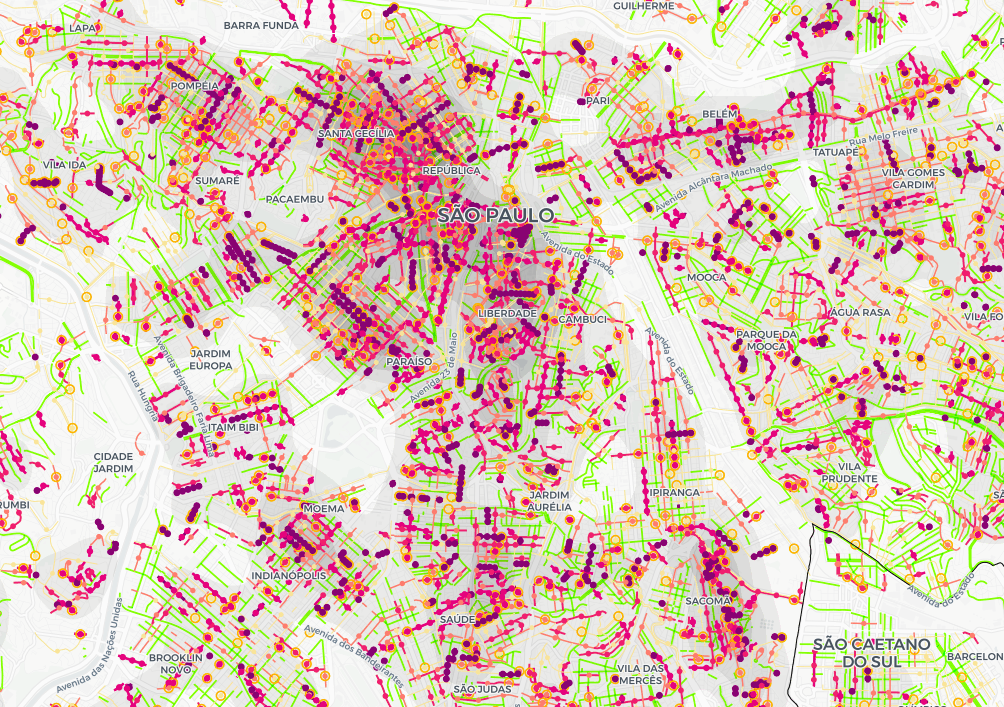 GUILHERME
LAPA
BARRA FUNDA
POMPÉIA
PARI
BELÉM
SANTA CECÍLIA
Rua Melo Freire
TATUAPÉ
VILA IDA
SUMARÉ
REPÚBLICA
Avenida Alcântara Machado
VILA GOMES
CARDIM
PACAEMBU
SÃO PAULO
Avenida do Estado
MOOCA
LIBERDADE
CAMBUCI
ÁGUA RASA
VILA FO
JARDIM
EUROPA
PARAÍSO
Avenida 23 de Maio
Avenida do Estado
PARQUE DA
MOOCA
Avenida Brigadeiro Faria Lima
Rua Hungria
ITAIM BIBI
CIDADE
JARDIM
VILA
PRUDENTE
RUMBI
MOEMA
JARDIM
AURÉLIA
IPIRANGA
INDIANÓPOLIS
SACOMÃ
Avenida do Estado
SAÚDE
Avenida das Nações Unidas
Avenida dos Bandeirantes
BROOKLIN
NOVO
SÃO CAETANO
DO SUL
BARCELON
VILA DAS
MERCÊS
SÃO JUDAS